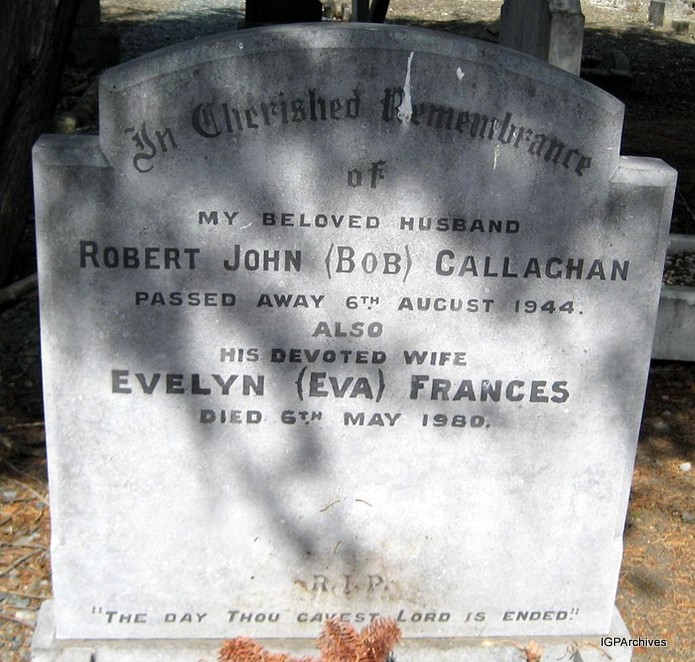 In Cherished Remembrance
of
MY BELOVED HUSBAND
ROBERT JOHN (BOB) CALLAGHAN
PASSED AWAY 6TH AUGUST 1944.
ALSO
HIS DEVOTED WIFE
EVELYN (EVA) FRANCES
DIED 6TH MAY 1980.
R.I.P.
"THE DAY THOU GAVEST LORD IS ENDED."
IGPArchives